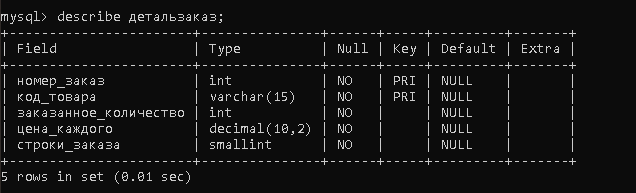 mysql> describe детальзаказ;
+---------------------+---------------+------+-----+---------+-------+
| Field               | Type          | Null | Key | Default | Extra |
+---------------------+---------------+------+-----+---------+-------+
| номер_заказ         | int           | NO   | PRI | NULL    |       |
| код_товара          | varchar(15)   | NO   | PRI | NULL    |       |
| заказанное_количество | int           | NO   |     | NULL    |       |
| цена_каждого        | decimal(10,2) | NO   |     | NULL    |       |
| строки_заказа       | smallint      | NO   |     | NULL    |       |
+---------------------+---------------+------+-----+---------+-------+
5 rows in set (0.01 sec)